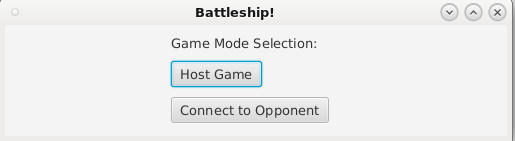 Battleship!
Game Mode Selection:
Host Game
Connect to Opponent